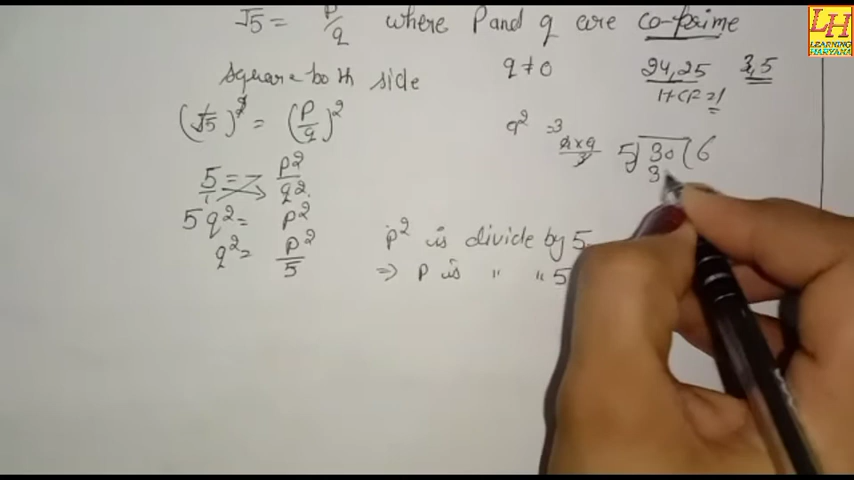 √5 = P/q where P and q are co-prime
square both side
q ≠ 0
24,25 3,5
HCF = 1
(√5)² = (P/q)²
q² = 3
5) 30 (6
3
5/1 = P²/q²
5q² = P²
q² = P²/5
p² is divide by 5
⇒ p is " " 5
LH
LEARNING
HARYANA